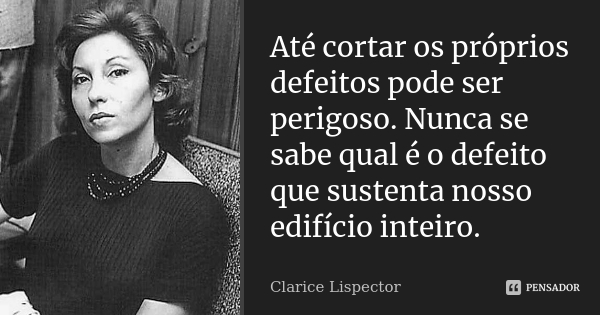 Até cortar os próprios
defeitos pode ser
perigoso. Nunca se
sabe qual é o defeito
que sustenta nosso
edifício inteiro.
Clarice Lispector
PENSADOR